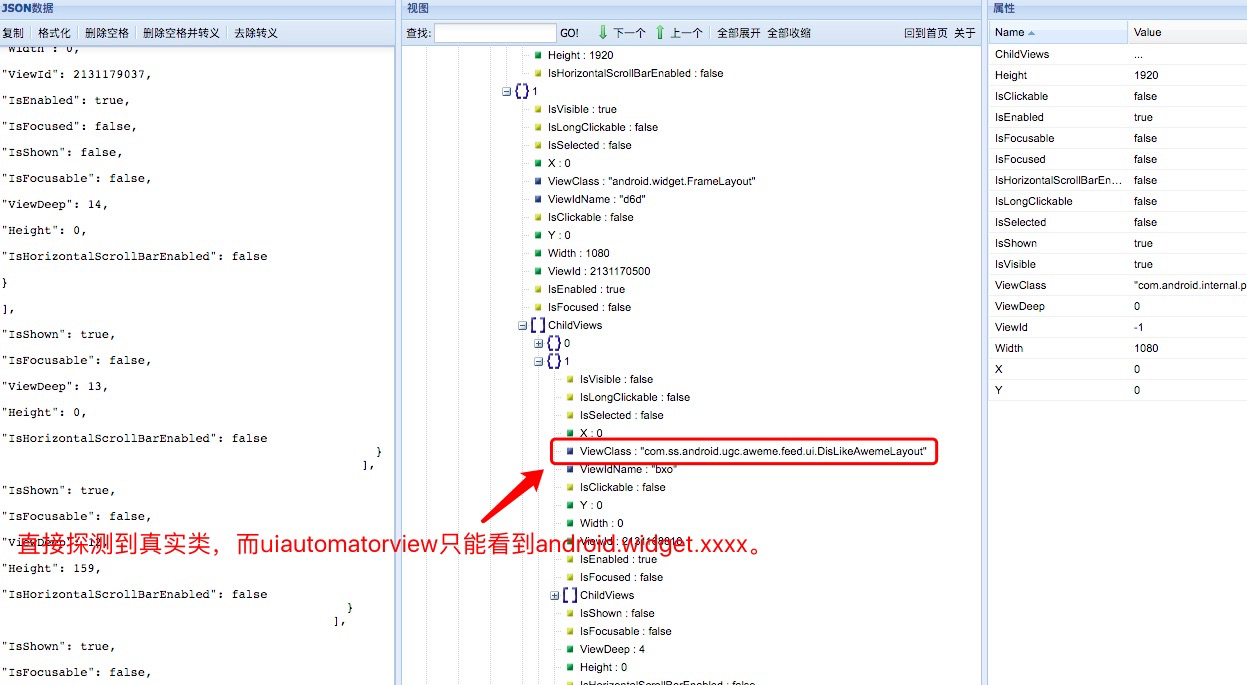 JSON数据
复制 格式化 删除空格 删除空格并转义 去除转义
"Width": 0,
"ViewId": 2131179037,
"IsEnabled": true,
"IsFocused": false,
"IsShown": false,
"IsFocusable": false,
"ViewDeep": 14,
"Height": 0,
"IsHorizontalScrollBarEnabled": false
}
],
"IsShown": true,
"IsFocusable": false,
"ViewDeep": 13,
"Height": 0,
"IsHorizontalScrollBarEnabled": false
}
],
"IsShown": true,
"IsFocusable": false,
"Height": 159,
"IsHorizontalScrollBarEnabled": false
}
],
"IsShown": true,
"IsFocusable": false,
视图
查找: GO! 下一个 上一个 全部展开 全部收缩 回到首页 关于
Height : 1920
IsHorizontalScrollBarEnabled : false
{} 1
IsVisible : true
IsLongClickable : false
IsSelected : false
X : 0
ViewClass : "android.widget.FrameLayout"
ViewIdName : "d6d"
IsClickable : false
Y : 0
Width : 1080
ViewId : 2131170500
IsEnabled : true
IsFocused : false
[] ChildViews
{} 0
{} 1
IsVisible : false
IsLongClickable : false
IsSelected : false
X : 0
ViewClass : "com.ss.android.ugc.aweme.feed.ui.DisLikeAwemeLayout"
ViewIdName : "bxo"
IsClickable : false
Y : 0
Width : 0
直接探测到真实类，而uiautomatorview只能看到android.widget.xxxx。
IsEnabled : true
IsFocused : false
[] ChildViews
IsShown : false
IsFocusable : false
ViewDeep : 4
Height : 0
IsHorizontalScrollBarEnabled : false
属性
Name Value
ChildViews ...
Height 1920
IsClickable false
IsEnabled true
IsFocusable false
IsFocused false
IsHorizontalScrollBarEn... false
IsLongClickable false
IsSelected false
IsShown true
IsVisible true
ViewClass "com.android.internal.p
ViewDeep 0
ViewId -1
Width 1080
X 0
Y 0